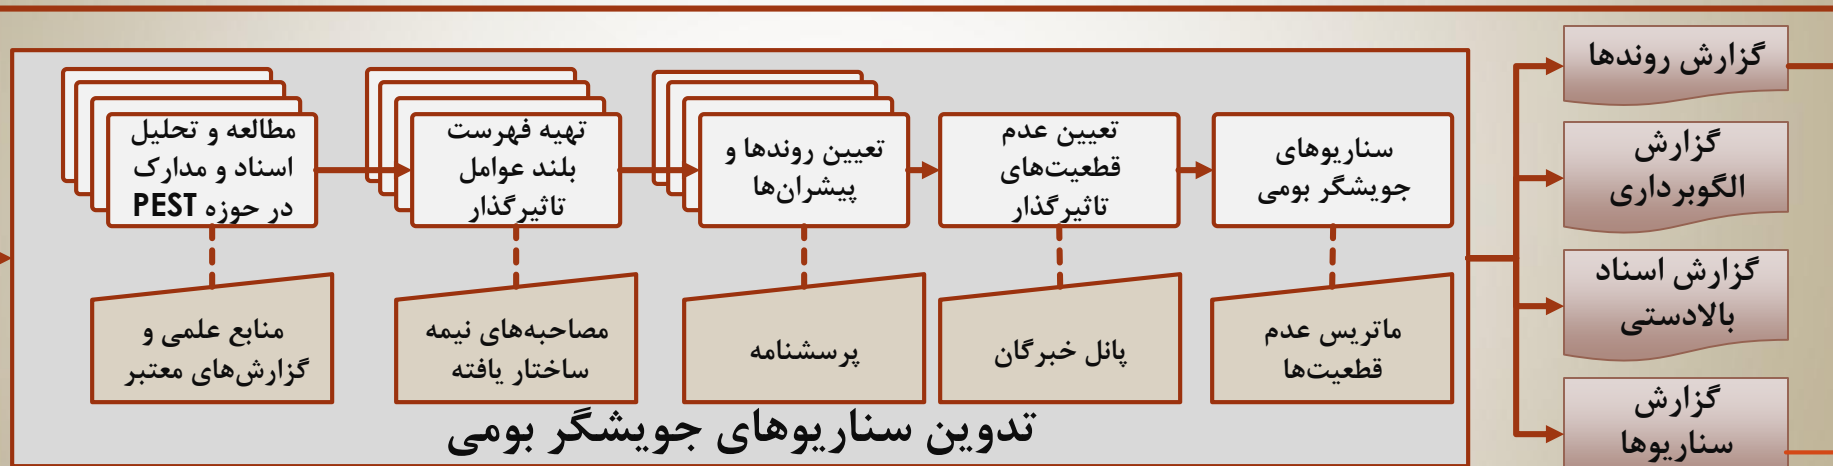 مطالعه و تحلیل
اسناد و مدارک
در حوزه PEST
تهیه فهرست
بلند عوامل
تاثیرگذار
تعیین روندها و
پیشران‌ها
تعیین عدم
قطعیت‌های
تاثیرگذار
سناریوهای
جویشگر بومی
منابع علمی و
گزارش‌های معتبر
مصاحبه‌های نیمه
ساختار یافته
پرسشنامه
پانل خبرگان
ماتریس عدم
قطعیت‌ها
تدوین سناریوهای جویشگر بومی
گزارش روندها
گزارش
الگوبرداری
گزارش اسناد
بالادستی
گزارش
سناریوها